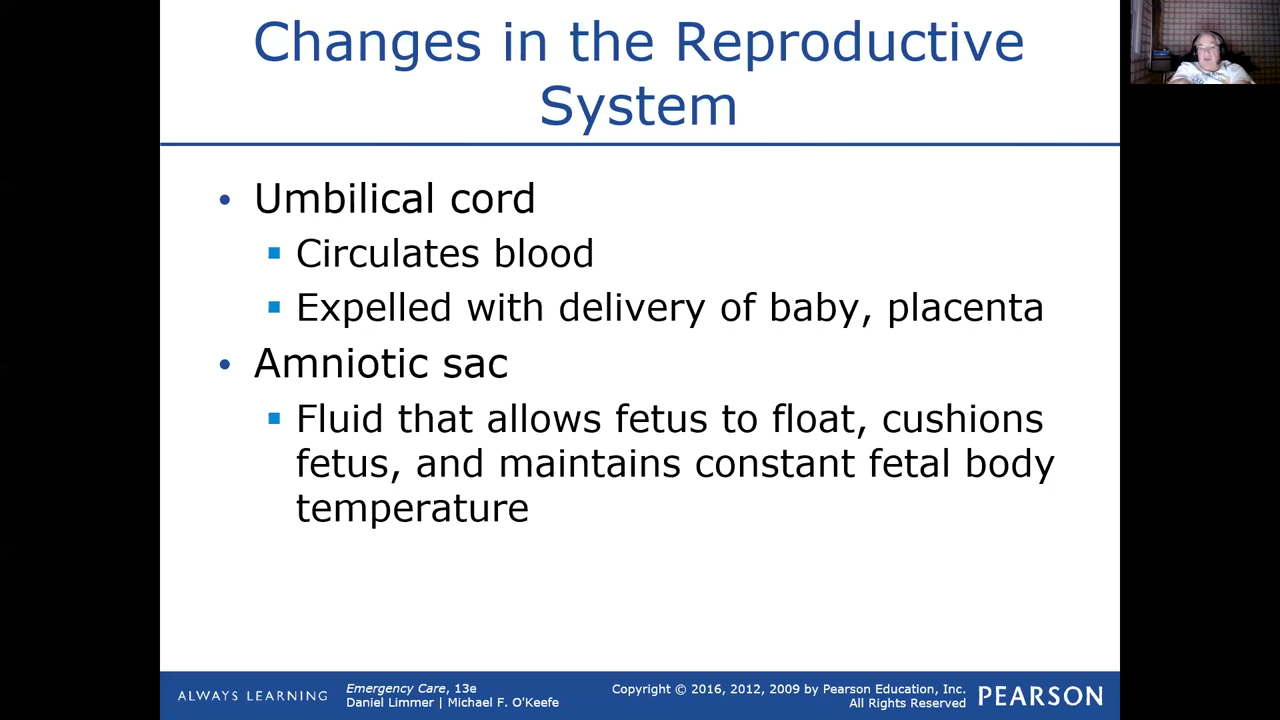 Changes in the Reproductive
System
• Umbilical cord
▪ Circulates blood
▪ Expelled with delivery of baby, placenta
• Amniotic sac
▪ Fluid that allows fetus to float, cushions
fetus, and maintains constant fetal body
temperature
ALWAYS LEARNING
Emergency Care, 13e
Daniel Limmer | Michael F. O'Keefe
Copyright © 2016, 2012, 2009 by Pearson Education, Inc.
All Rights Reserved
PEARSON